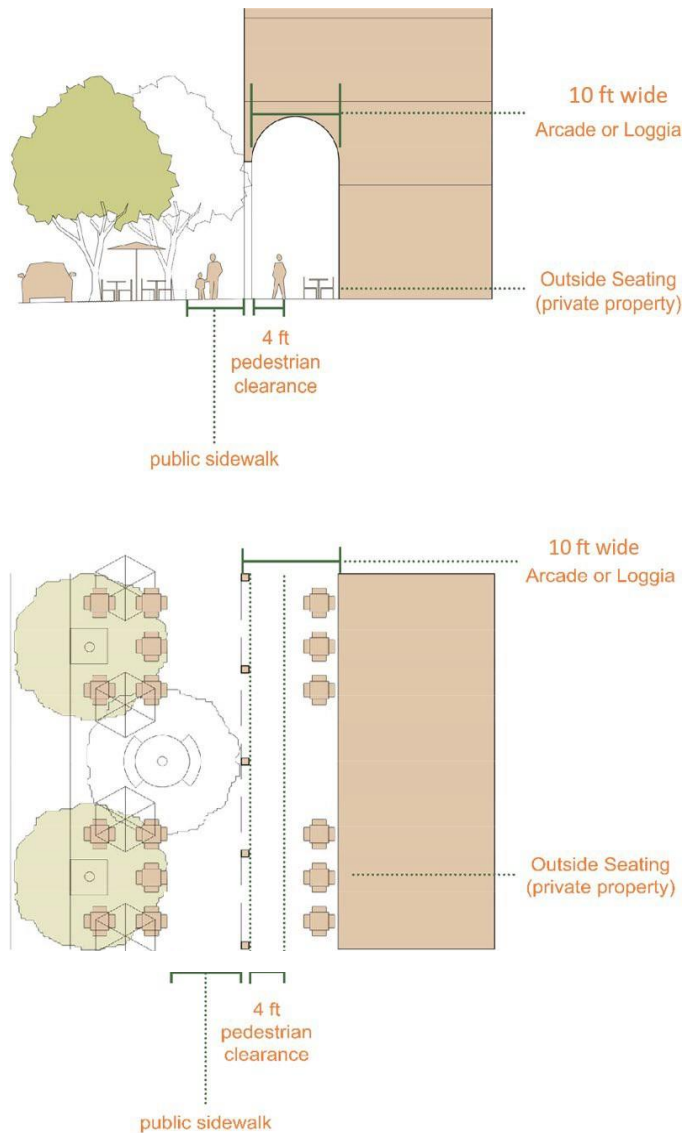 10 ft wide
Arcade or Loggia
Outside Seating
(private property)
4 ft
pedestrian
clearance
public sidewalk
10 ft wide
Arcade or Loggia
Outside Seating
(private property)
4 ft
pedestrian
clearance
public sidewalk